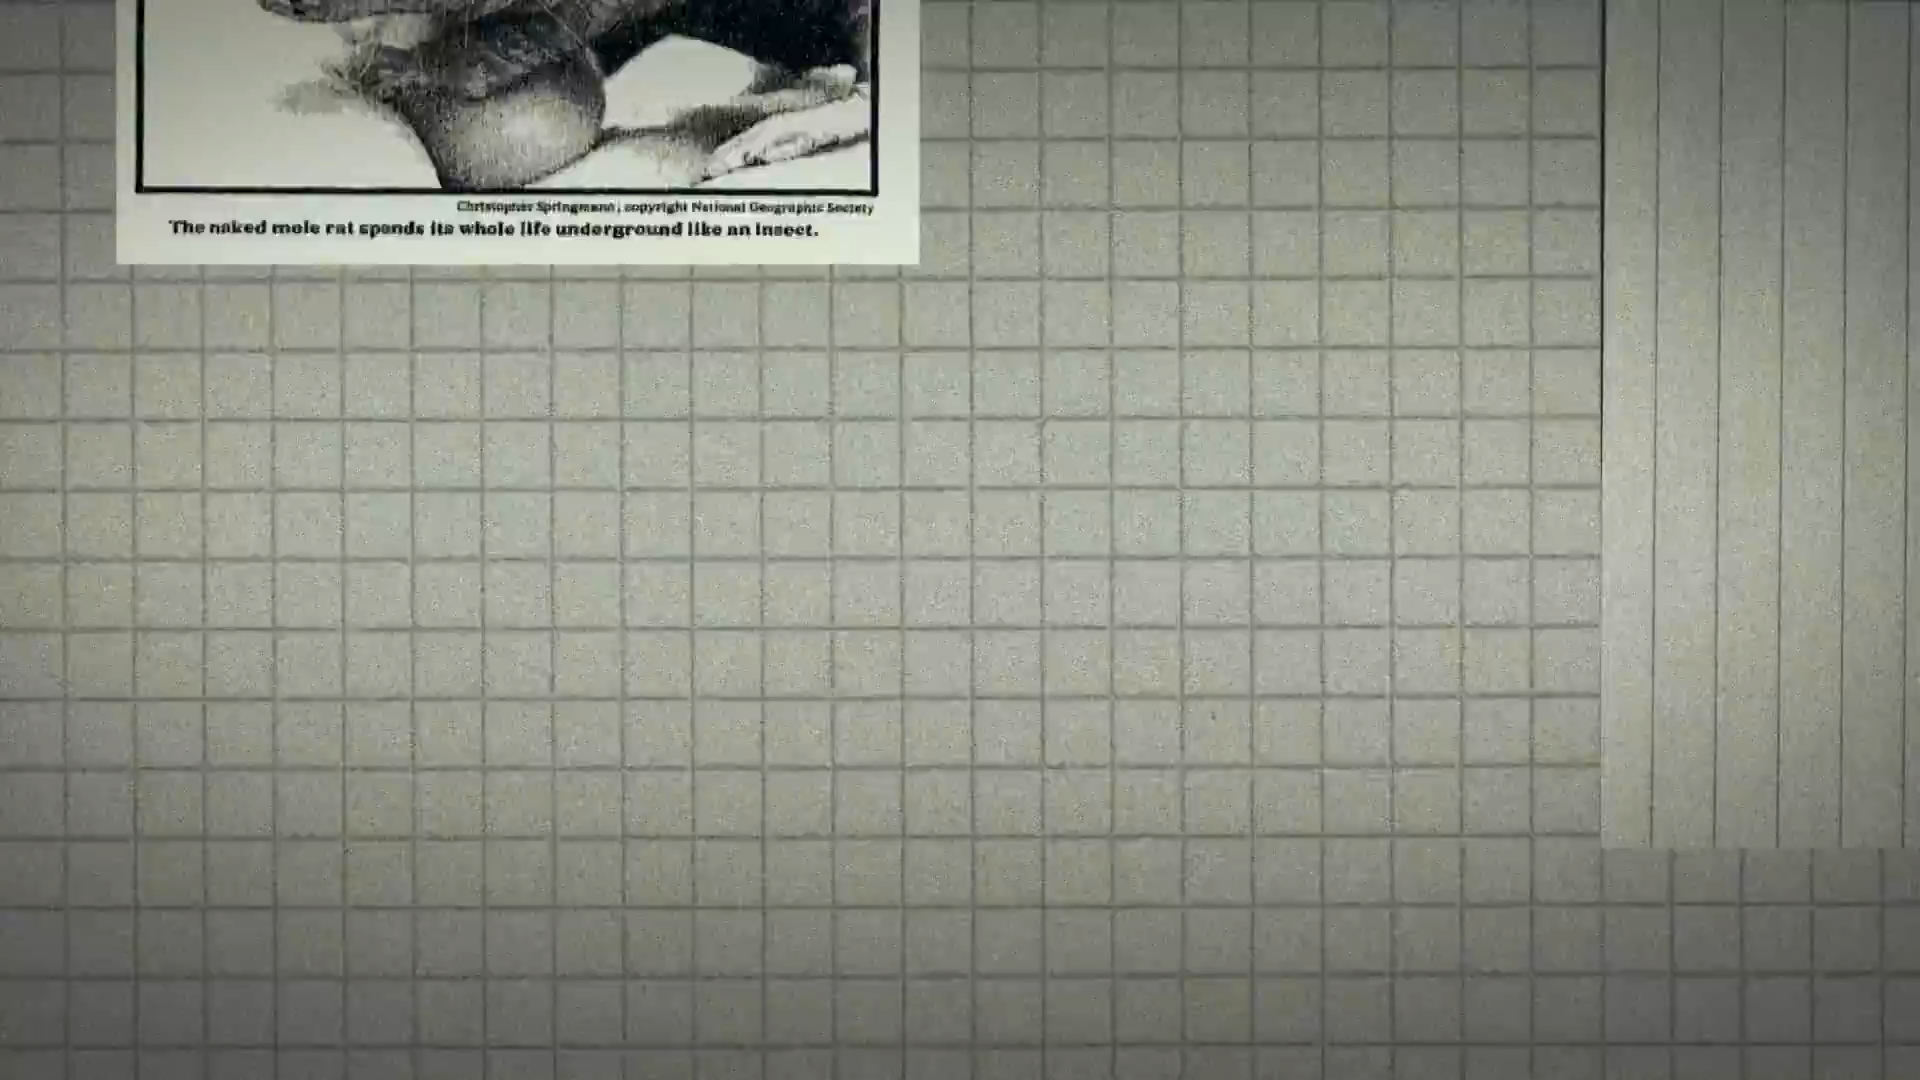 Christopher Springmann; copyright National Geographic Society
The naked mole rat spends its whole life underground like an insect.